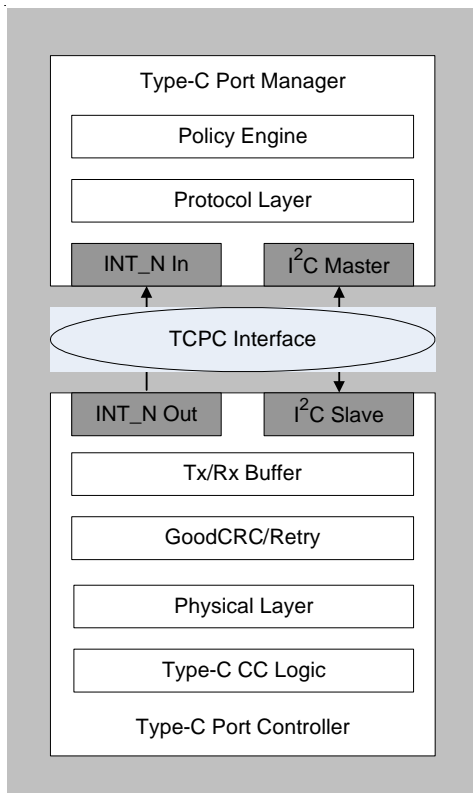 Type-C Port Manager
Policy Engine
Protocol Layer
INT_N In
I²C Master
TCPC Interface
INT_N Out
I²C Slave
Tx/Rx Buffer
GoodCRC/Retry
Physical Layer
Type-C CC Logic
Type-C Port Controller